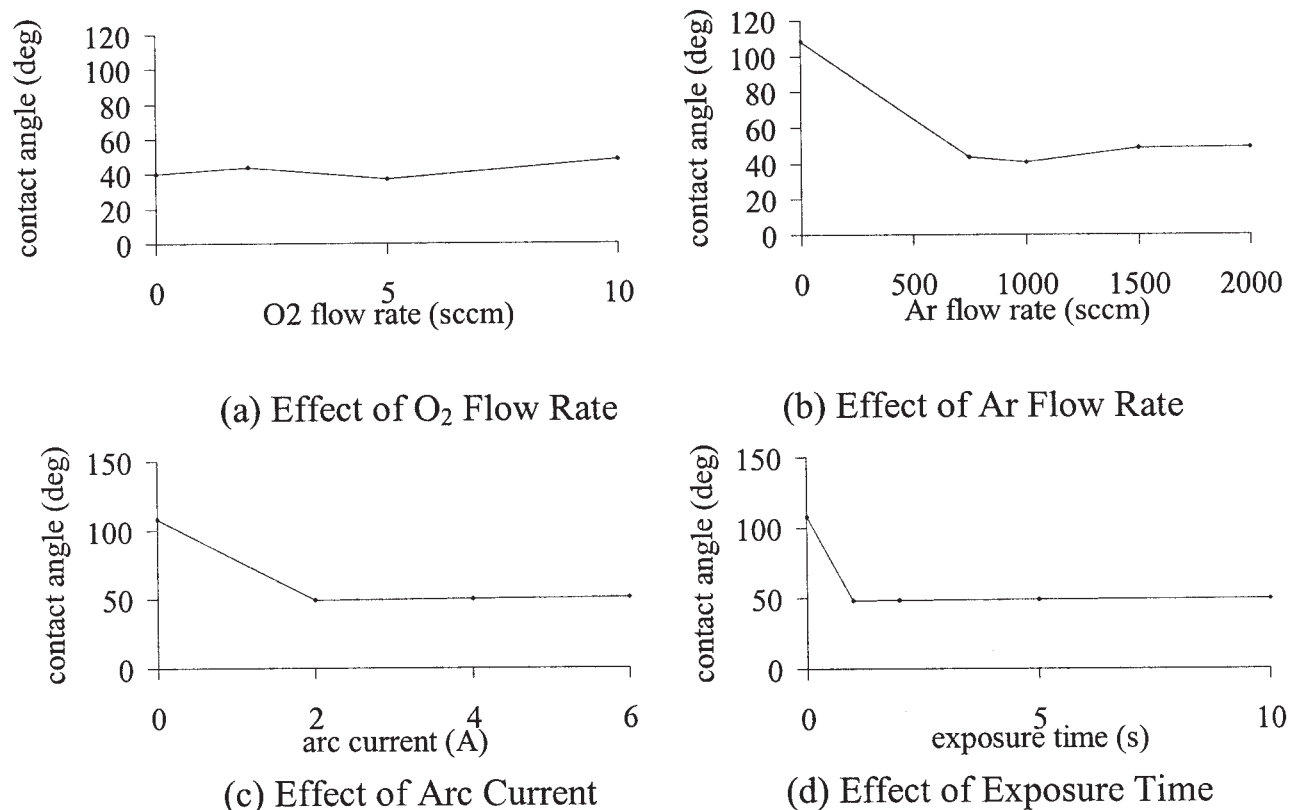 contact angle (deg)
120
100
80
60
40
20
0
0 5 10
O2 flow rate (sccm)
(a) Effect of O₂ Flow Rate
contact angle (deg)
120
100
80
60
40
20
0
0 500 1000 1500 2000
Ar flow rate (sccm)
(b) Effect of Ar Flow Rate
contact angle (deg)
150
100
50
0
0 2 4 6
arc current (A)
(c) Effect of Arc Current
contact angle (deg)
150
100
50
0
0 5 10
exposure time (s)
(d) Effect of Exposure Time